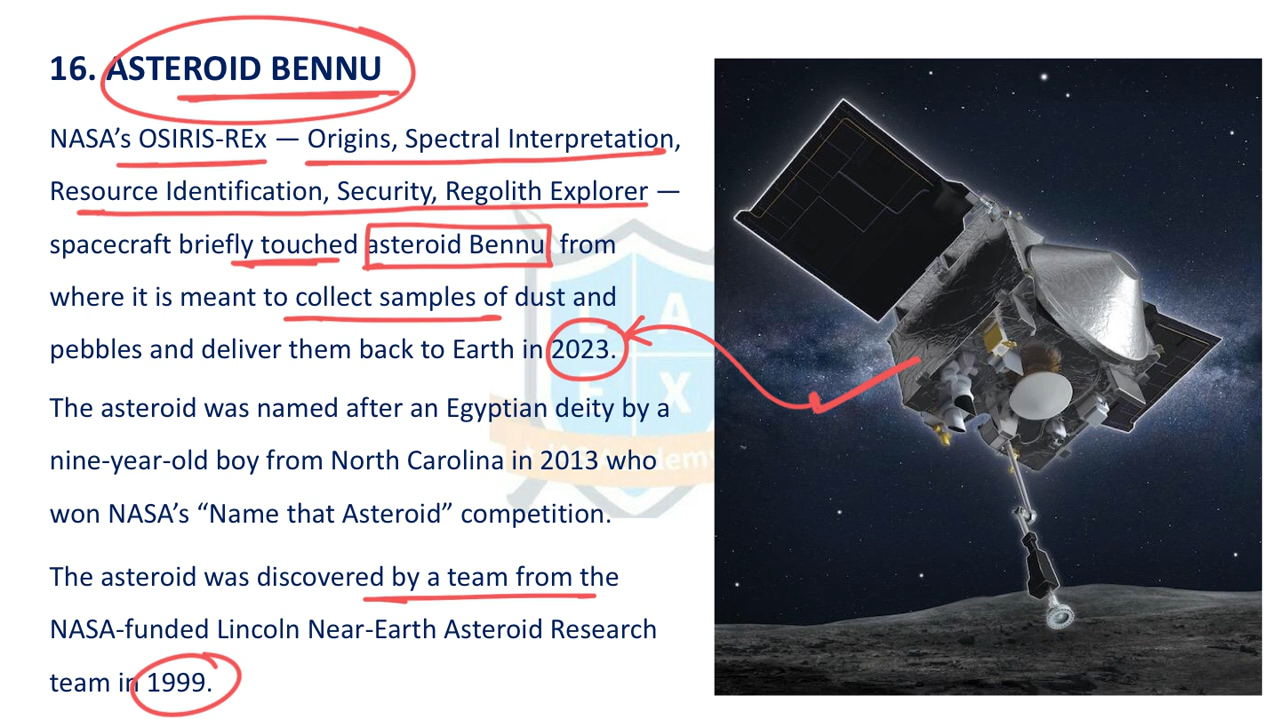 16. ASTEROID BENNU
NASA’s OSIRIS-REx — Origins, Spectral Interpretation,
Resource Identification, Security, Regolith Explorer —
spacecraft briefly touched asteroid Bennu, from
where it is meant to collect samples of dust and
pebbles and deliver them back to Earth in 2023.
The asteroid was named after an Egyptian deity by a
nine-year-old boy from North Carolina in 2013 who
won NASA’s “Name that Asteroid” competition.
The asteroid was discovered by a team from the
NASA-funded Lincoln Near-Earth Asteroid Research
team in 1999.